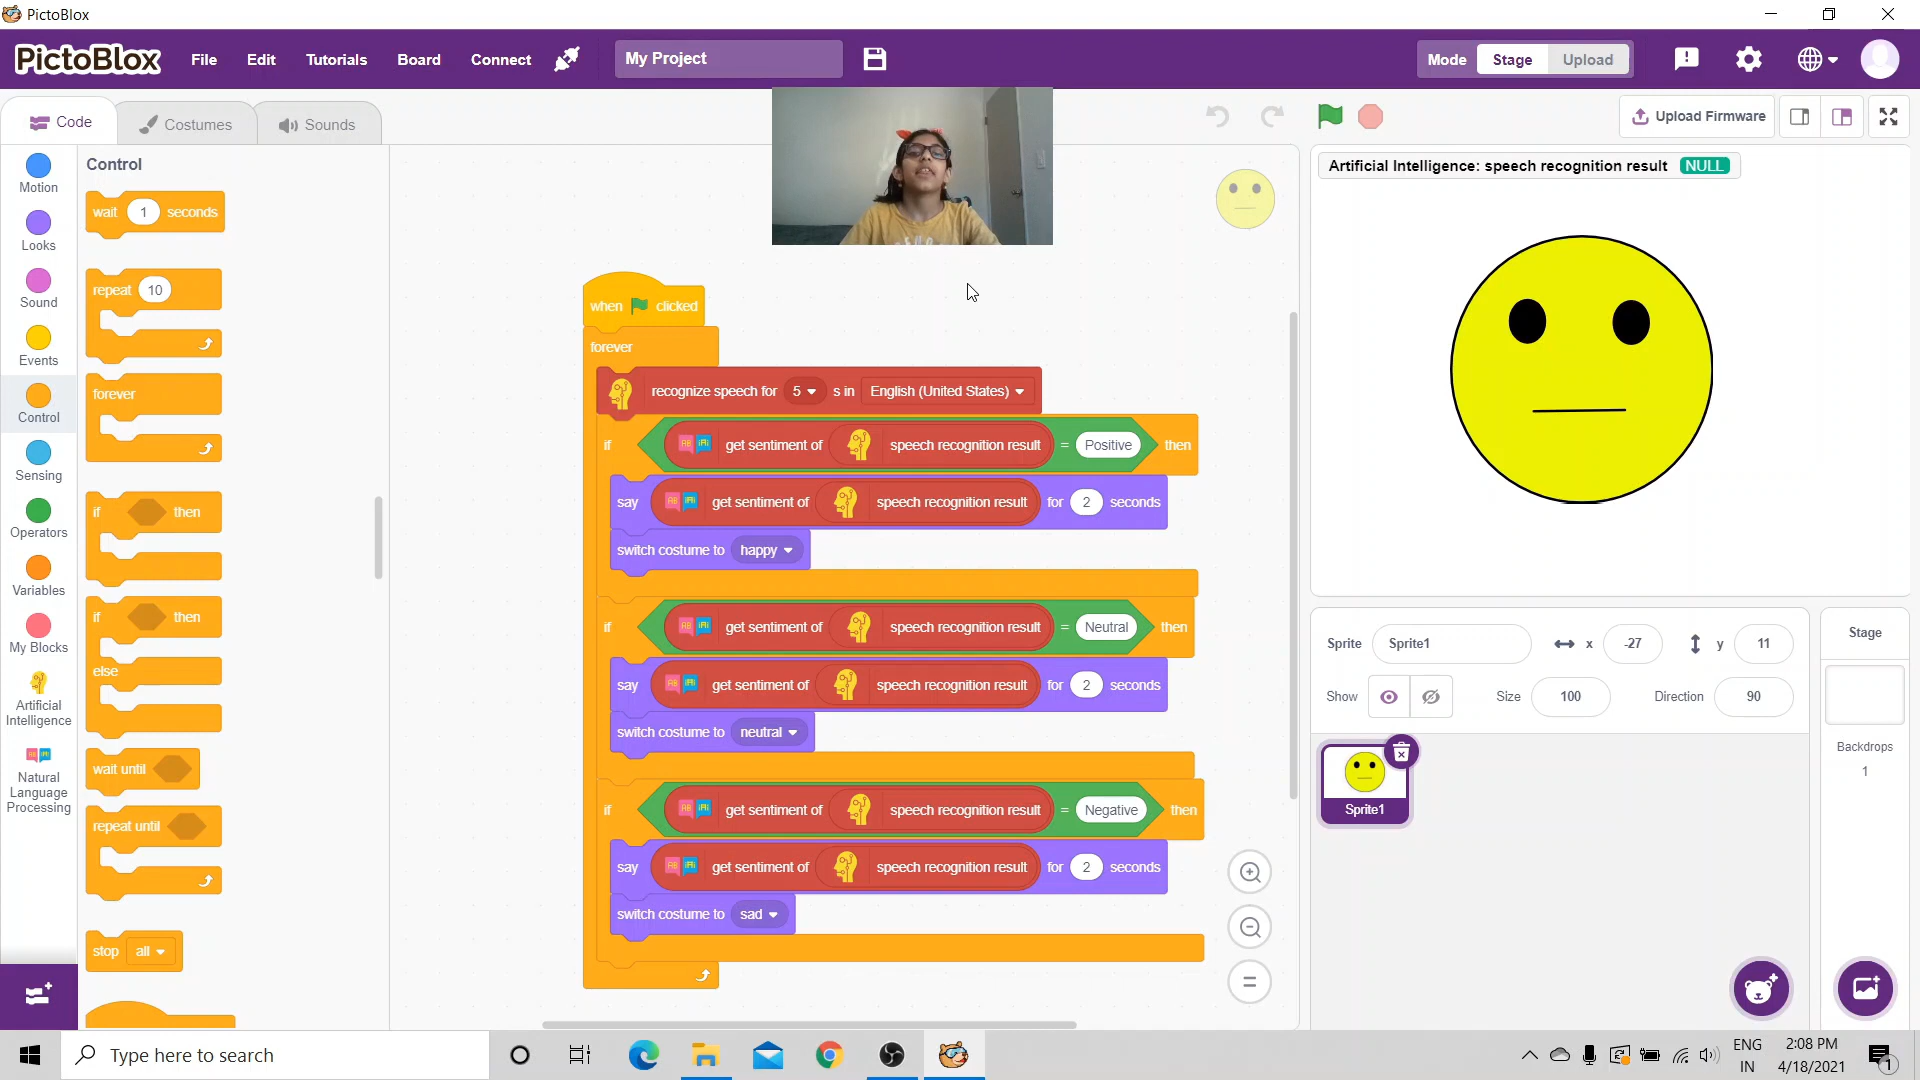 PictoBlox
PictoBlox File Edit Tutorials Board Connect My Project Mode Stage Upload
Code Costumes Sounds Upload Firmware
Motion
Looks
Sound
Events
Control
Sensing
Operators
Variables
My Blocks
Artificial
Intelligence
Natural
Language
Processing
Control
wait 1 seconds
repeat 10
forever
if then
if then
else
wait until
repeat until
stop all
when clicked
forever
recognize speech for 5 s in English (United States)
if get sentiment of speech recognition result = Positive then
say get sentiment of speech recognition result for 2 seconds
switch costume to happy
if get sentiment of speech recognition result = Neutral then
say get sentiment of speech recognition result for 2 seconds
switch costume to neutral
if get sentiment of speech recognition result = Negative then
say get sentiment of speech recognition result for 2 seconds
switch costume to sad
Artificial Intelligence: speech recognition result NULL
Sprite Sprite1 x -27 y 11
Show Size 100 Direction 90
Sprite1
Stage
Backdrops
1
Type here to search
ENG
IN
2:08 PM
4/18/2021
1